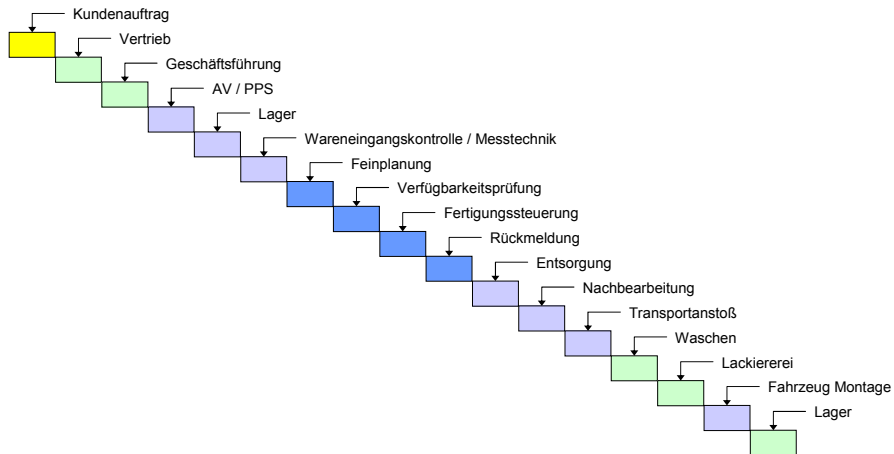 Kundenauftrag
Vertrieb
Geschäftsführung
AV / PPS
Lager
Wareneingangskontrolle / Messtechnik
Feinplanung
Verfügbarkeitsprüfung
Fertigungssteuerung
Rückmeldung
Entsorgung
Nachbearbeitung
Transportanstoß
Waschen
Lackiererei
Fahrzeug Montage
Lager